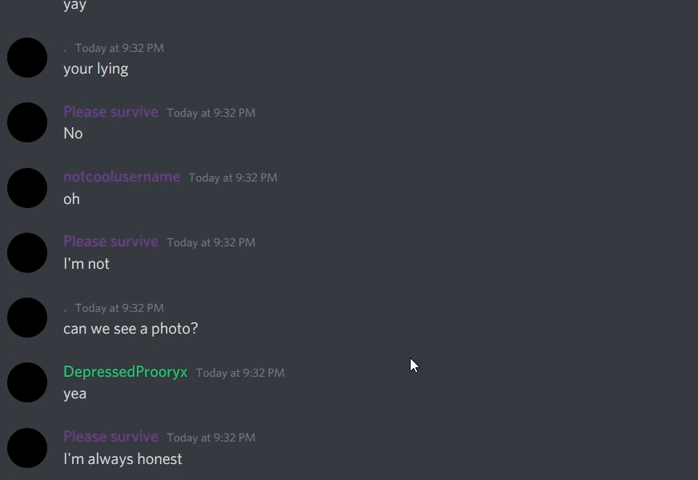 yay
. Today at 9:32 PM
your lying
Please survive Today at 9:32 PM
No
notcoolusername Today at 9:32 PM
oh
Please survive Today at 9:32 PM
I'm not
. Today at 9:32 PM
can we see a photo?
DepressedProoryx Today at 9:32 PM
yea
Please survive Today at 9:32 PM
I'm always honest